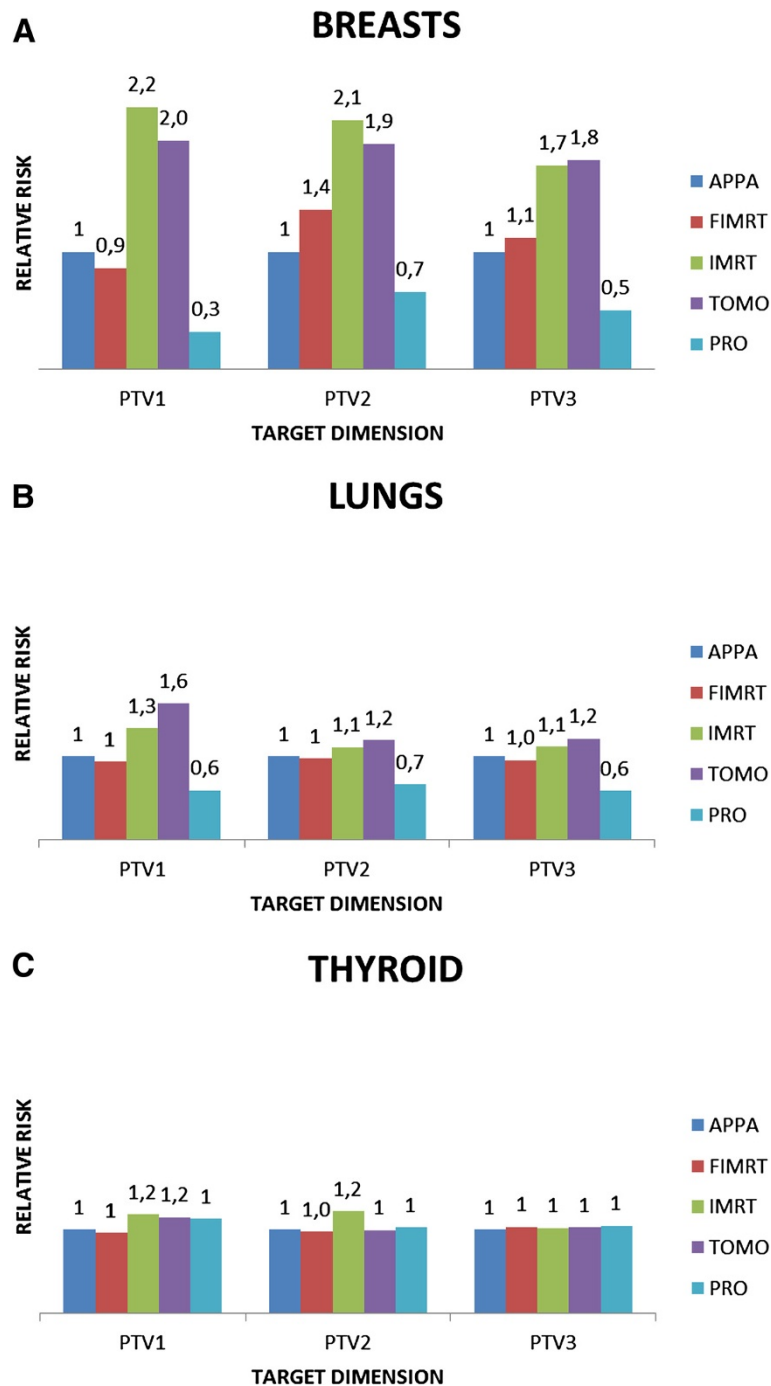 A
BREASTS
RELATIVE RISK
1
0,9
2,2
2,0
0,3
1
1,4
2,1
1,9
0,7
1
1,1
1,7
1,8
0,5
PTV1
PTV2
PTV3
TARGET DIMENSION
APPA
FIMRT
IMRT
TOMO
PRO
B
LUNGS
RELATIVE RISK
1
1
1,3
1,6
0,6
1
1
1,1
1,2
0,7
1
1,0
1,1
1,2
0,6
PTV1
PTV2
PTV3
TARGET DIMENSION
APPA
FIMRT
IMRT
TOMO
PRO
C
THYROID
RELATIVE RISK
1
1
1,2
1,2
1
1
1,0
1,2
1
1
1
1
1
1
1
PTV1
PTV2
PTV3
TARGET DIMENSION
APPA
FIMRT
IMRT
TOMO
PRO